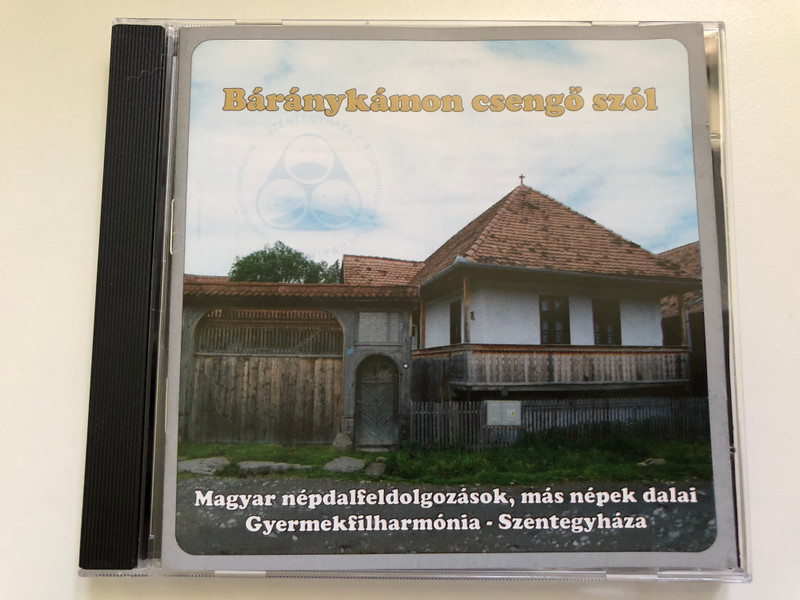 Báránykámon csengő szól
Magyar népdalfeldolgozások, más népek dalai
Gyermekfilharmónia - Szentegyháza